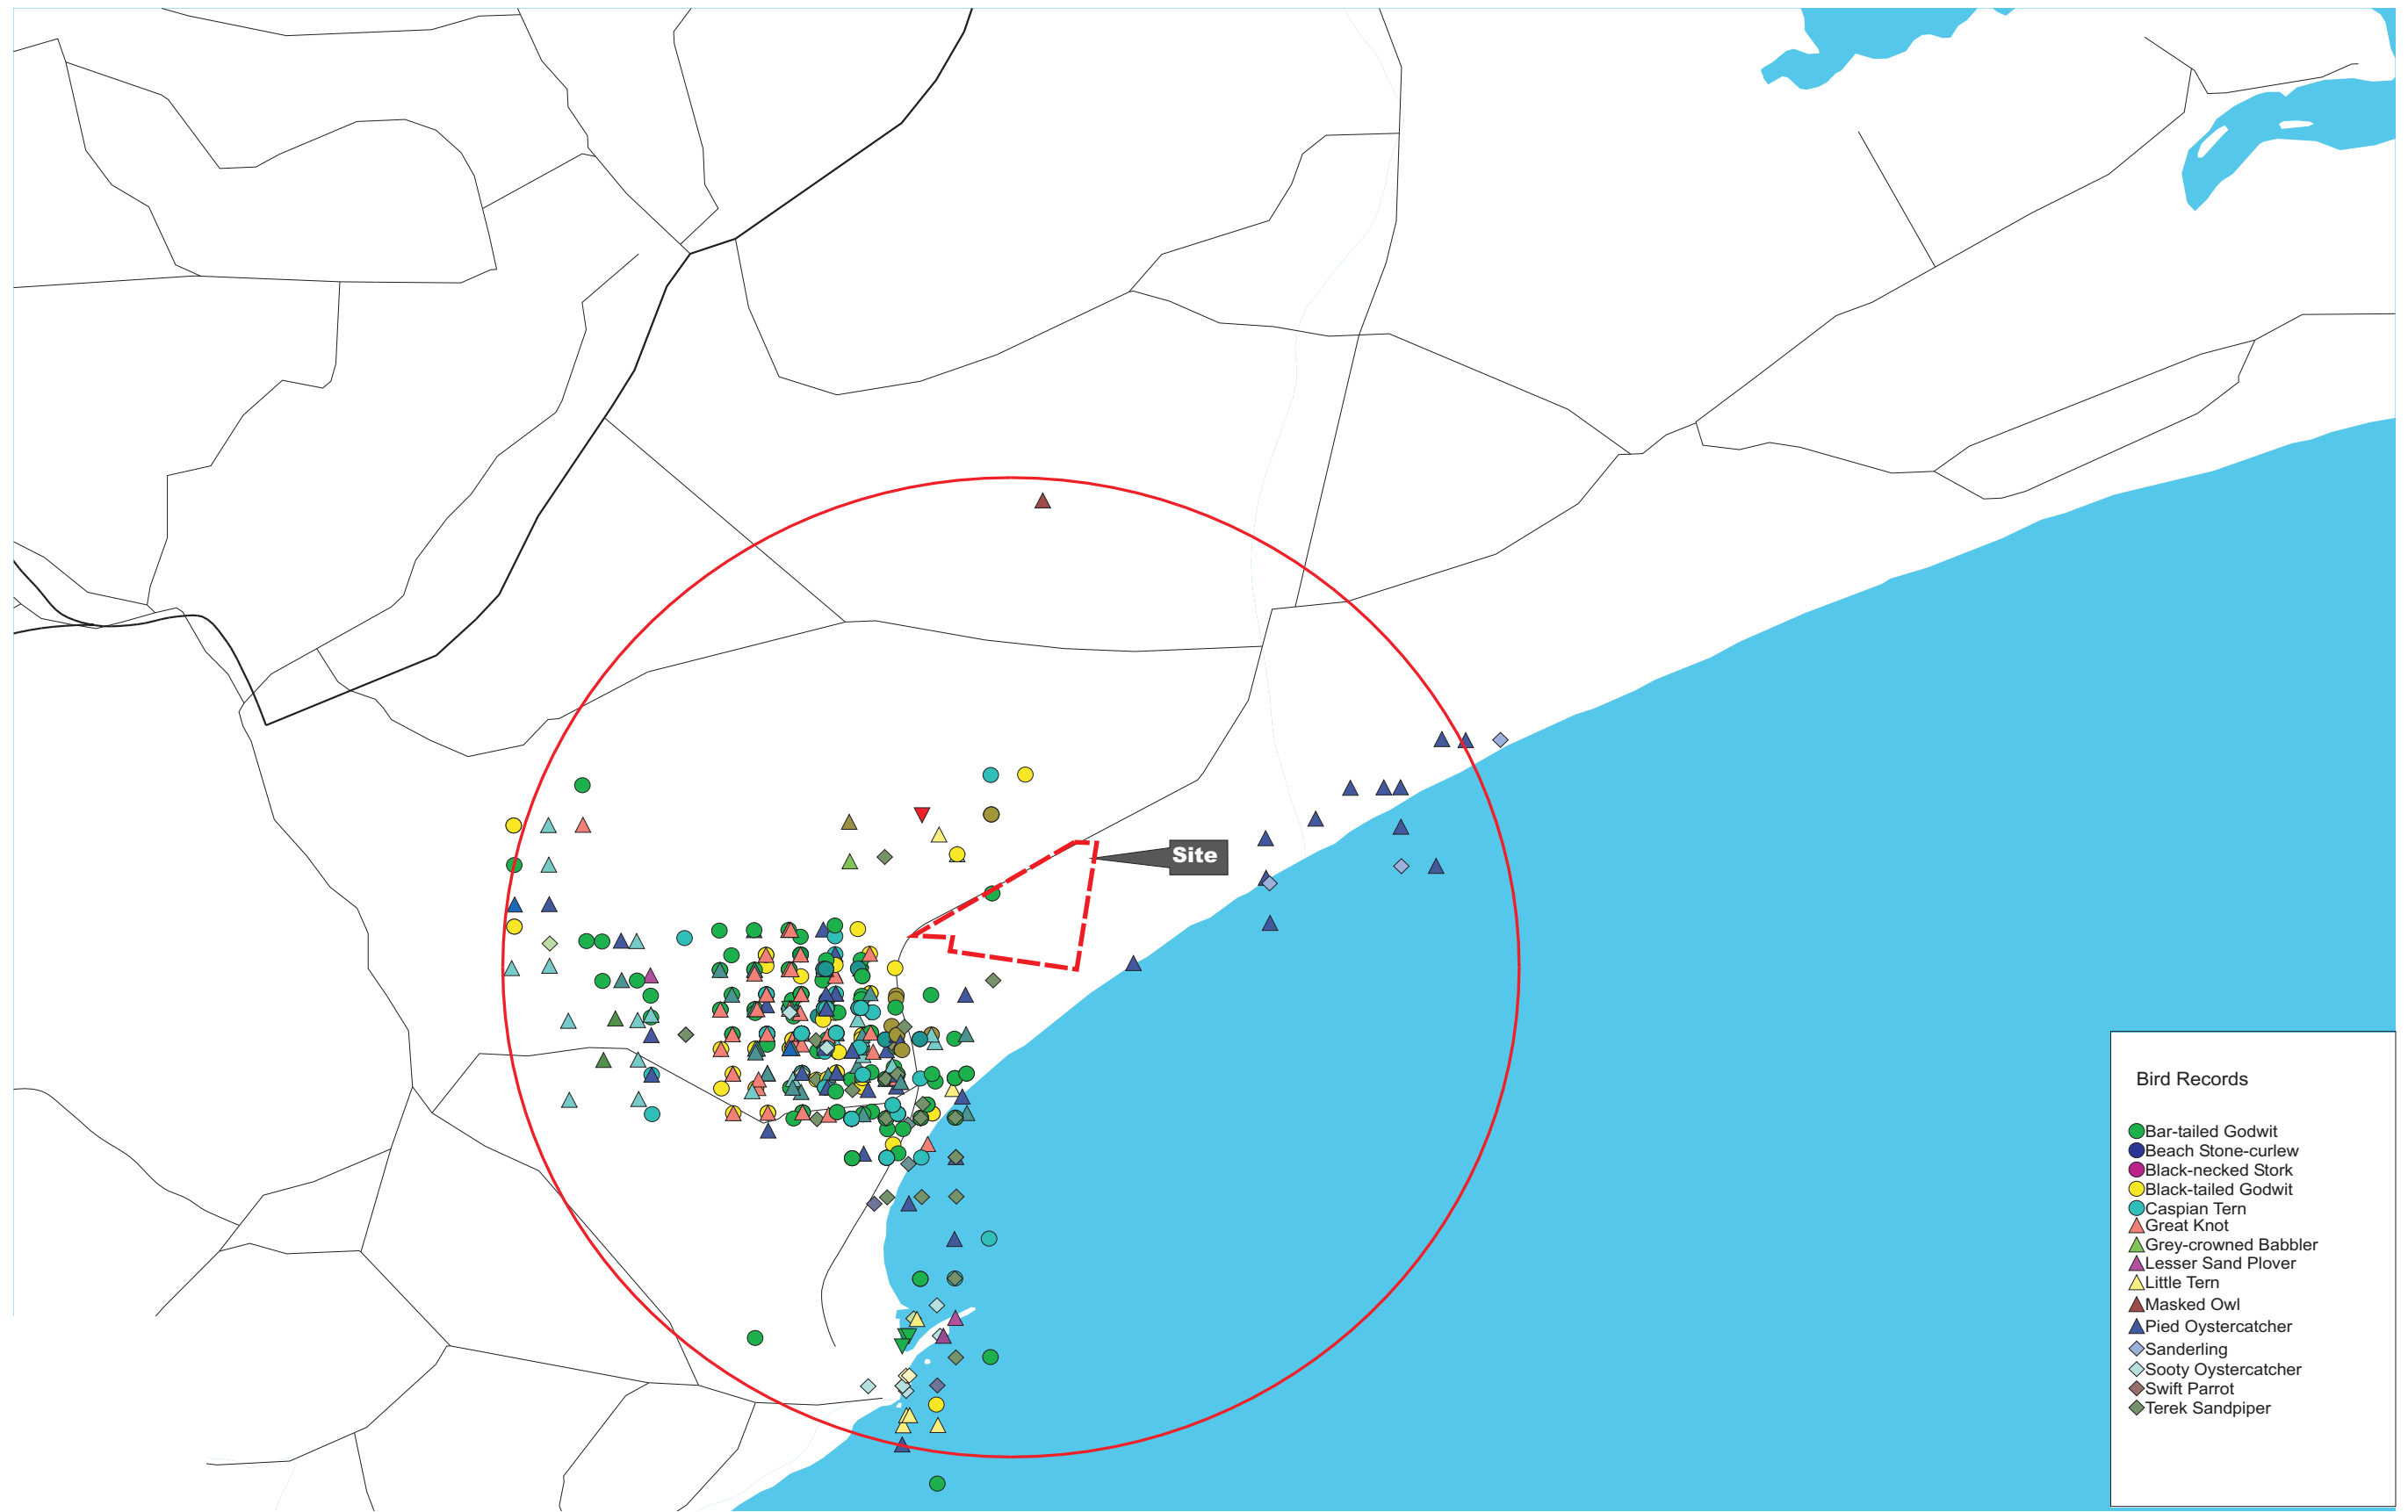 Site
Bird Records
Bar-tailed Godwit
Beach Stone-curlew
Black-necked Stork
Black-tailed Godwit
Caspian Tern
Great Knot
Grey-crowned Babbler
Lesser Sand Plover
Little Tern
Masked Owl
Pied Oystercatcher
Sanderling
Sooty Oystercatcher
Swift Parrot
Terek Sandpiper